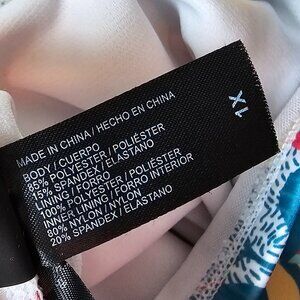 MADE IN CHINA / HECHO EN CHINA
BODY / CUERPO
85% POLYESTER / POLIÉSTER
15% SPANDEX / ELASTANO
LINING / FORRO
100% POLYESTER / POLIÉSTER
INNER LINING / FORRO INTERIOR
80% NYLON / NYLON
20% SPANDEX / ELASTANO
1X